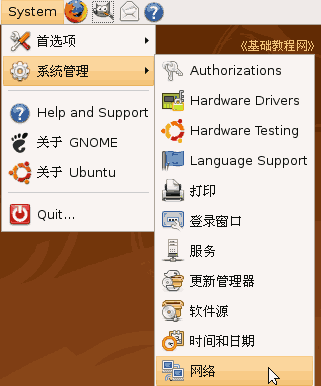 System
首选项
系统管理
Help and Support
关于 GNOME
关于 Ubuntu
Quit...
《基础教程网》
Authorizations
Hardware Drivers
Hardware Testing
Language Support
打印
登录窗口
服务
更新管理器
软件源
时间和日期
网络